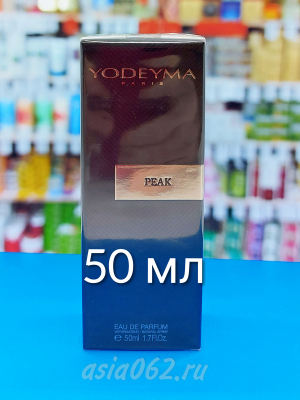 YODEYMA
PARIS
PEAK
50 мл
EAU DE PARFUM
℮ 50ml 1.7Fl.Oz.
asia062.ru